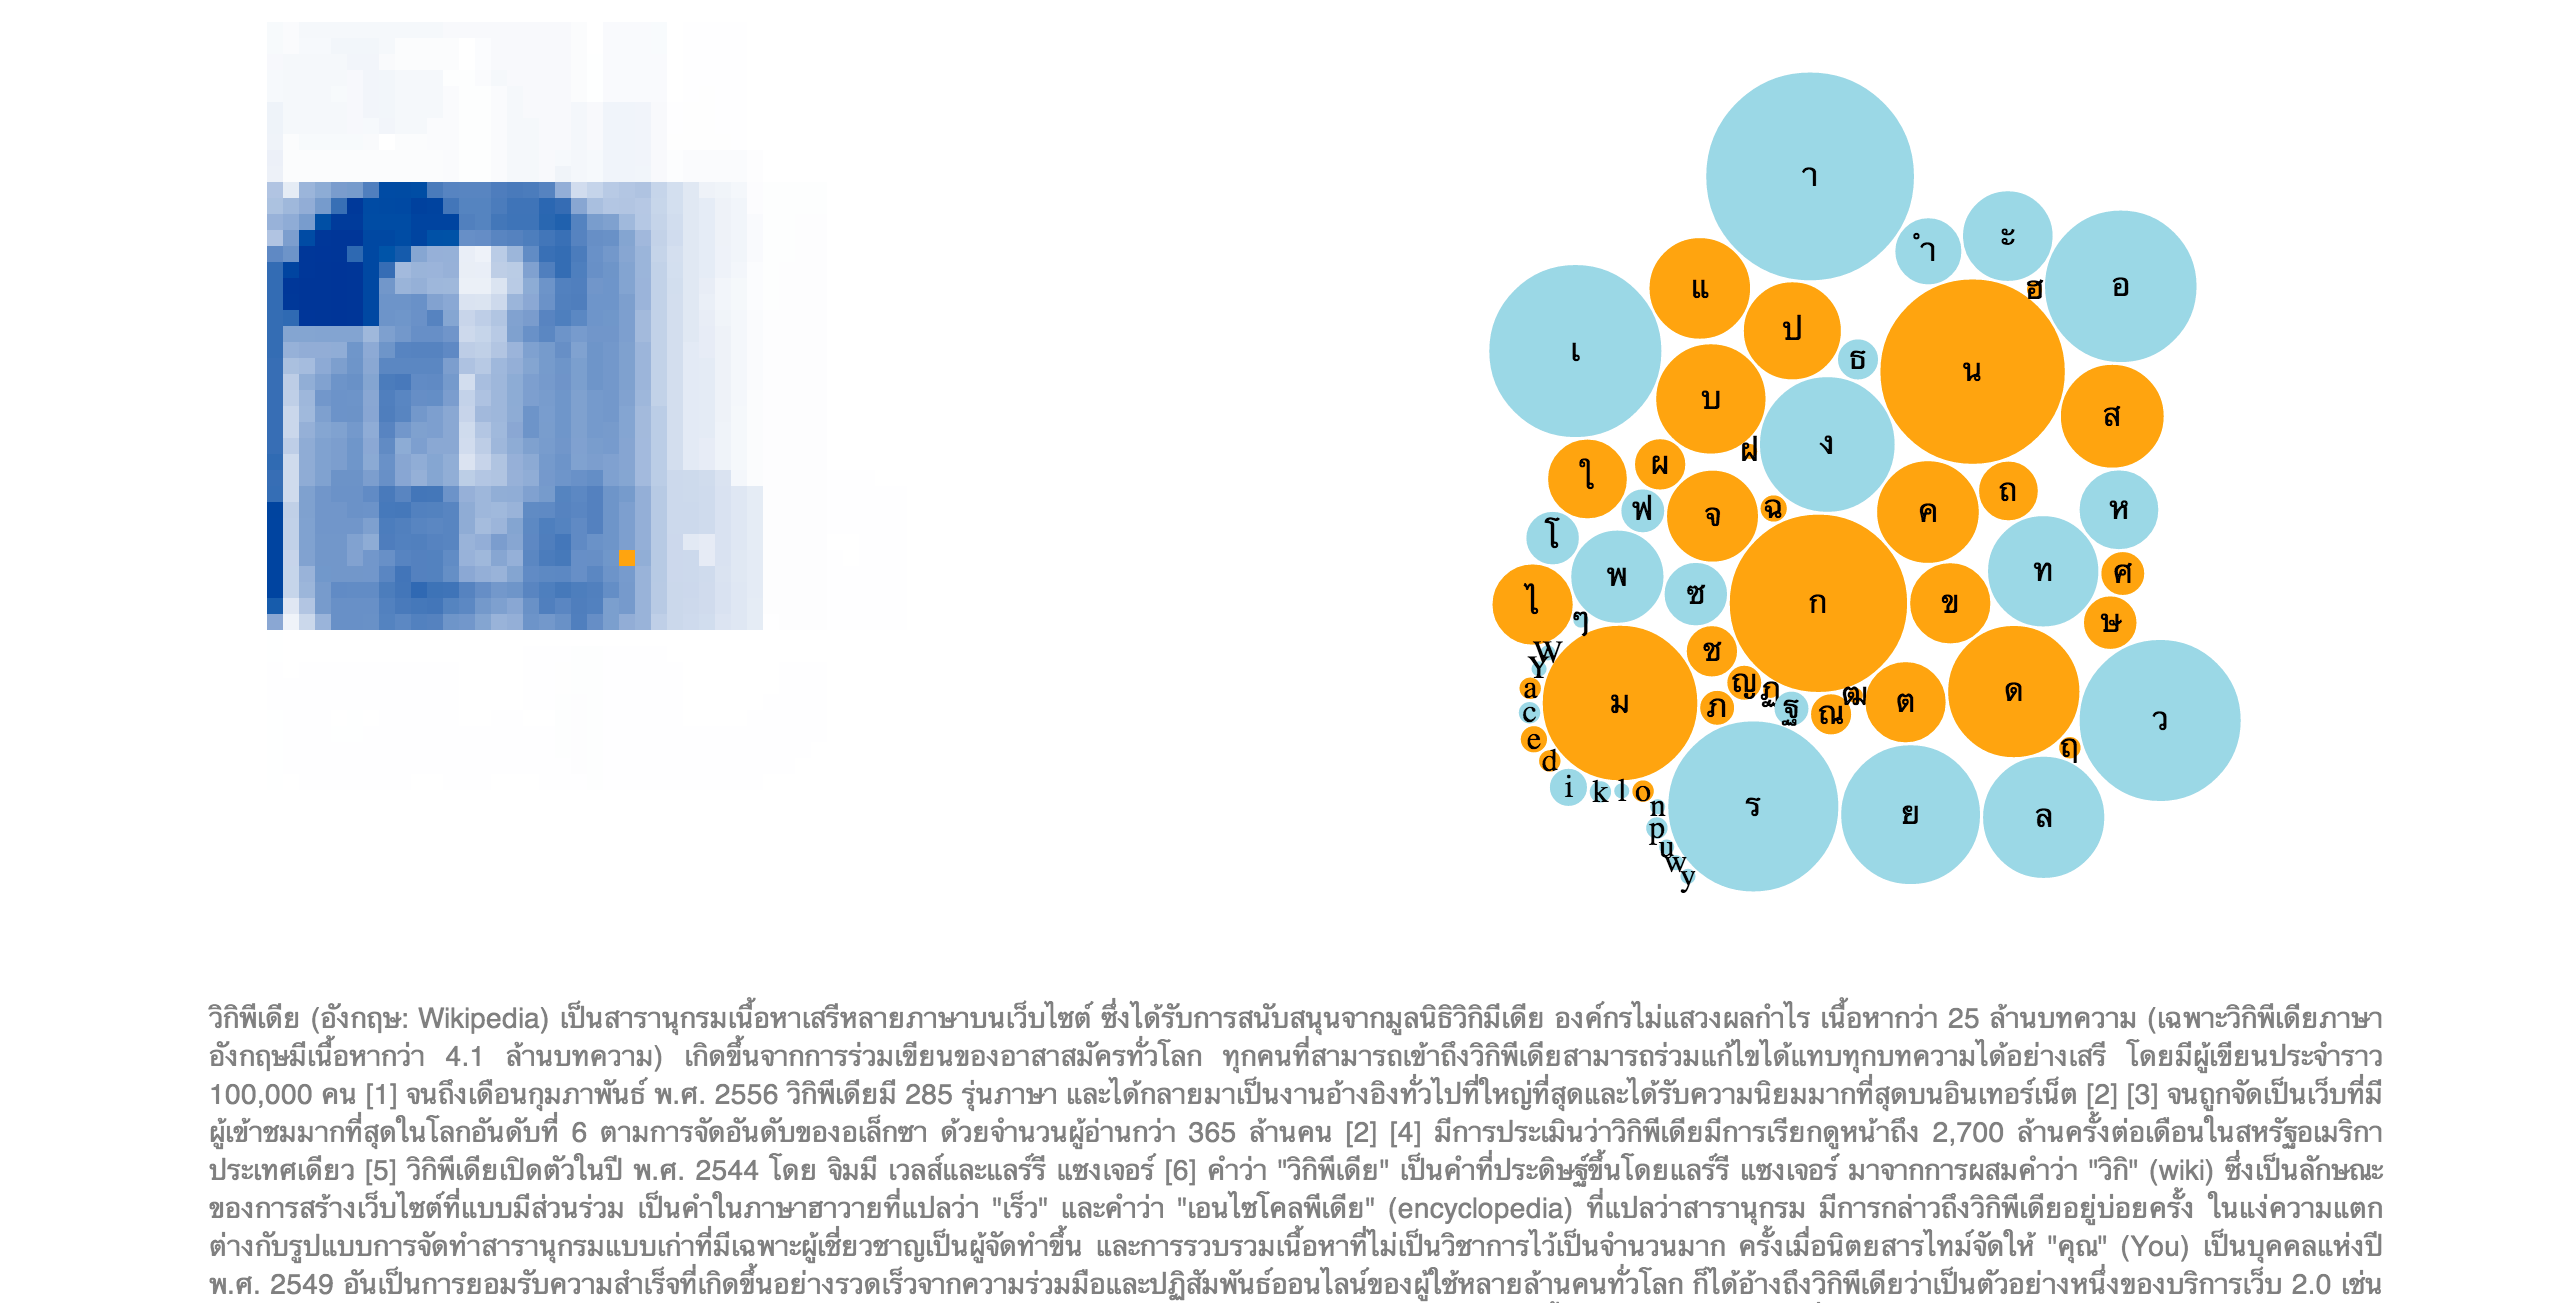 า
ำ
ะ
อ
ฮ
แ
ป
เ
ธ
น
บ
ส
ง
ผ
ใ
ผ
ฟ
จ
ฉ
ค
ถ
ห
โ
พ
ซ
ท
ศ
ไ
ๆ
ก
ข
ษ
W
Y
a
c
e
d
ม
ช
ญ
ฏ
ภ
ฐ
ณ
ฒ
ต
ด
ฤ
ว
i
k
l
o
n
p
u
w
y
ร
ย
ล
วิกิพีเดีย (อังกฤษ: Wikipedia) เป็นสารานุกรมเนื้อหาเสรีหลายภาษาบนเว็บไซต์ ซึ่งได้รับการสนับสนุนจากมูลนิธิวิกิมีเดีย องค์กรไม่แสวงผลกำไร เนื้อหากว่า 25 ล้านบทความ (เฉพาะวิกิพีเดียภาษา
อังกฤษมีเนื้อหากว่า 4.1 ล้านบทความ) เกิดขึ้นจากการร่วมเขียนของอาสาสมัครทั่วโลก ทุกคนที่สามารถเข้าถึงวิกิพีเดียสามารถร่วมแก้ไขได้แทบทุกบทความได้อย่างเสรี โดยมีผู้เขียนประจำราว
100,000 คน [1] จนถึงเดือนกุมภาพันธ์ พ.ศ. 2556 วิกิพีเดียมี 285 รุ่นภาษา และได้กลายมาเป็นงานอ้างอิงทั่วไปที่ใหญ่ที่สุดและได้รับความนิยมมากที่สุดบนอินเทอร์เน็ต [2] [3] จนถูกจัดเป็นเว็บที่มี
ผู้เข้าชมมากที่สุดในโลกอันดับที่ 6 ตามการจัดอันดับของอเล็กซา ด้วยจำนวนผู้อ่านกว่า 365 ล้านคน [2] [4] มีการประเมินว่าวิกิพีเดียมีการเรียกดูหน้าถึง 2,700 ล้านครั้งต่อเดือนในสหรัฐอเมริกา
ประเทศเดียว [5] วิกิพีเดียเปิดตัวในปี พ.ศ. 2544 โดย จิมมี เวลส์และแลร์รี แซงเจอร์ [6] คำว่า "วิกิพีเดีย" เป็นคำที่ประดิษฐ์ขึ้นโดยแลร์รี แซงเจอร์ มาจากการผสมคำว่า "วิกิ" (wiki) ซึ่งเป็นลักษณะ
ของการสร้างเว็บไซต์ที่แบบมีส่วนร่วม เป็นคำในภาษาฮาวายที่แปลว่า "เร็ว" และคำว่า "เอนไซโคลพีเดีย" (encyclopedia) ที่แปลว่าสารานุกรม มีการกล่าวถึงวิกิพีเดียอยู่บ่อยครั้ง ในแง่ความแตก
ต่างกับรูปแบบการจัดทำสารานุกรมแบบเก่าที่มีเฉพาะผู้เชี่ยวชาญเป็นผู้จัดทำขึ้น และการรวบรวมเนื้อหาที่ไม่เป็นวิชาการไว้เป็นจำนวนมาก ครั้งเมื่อนิตยสารไทม์จัดให้ "คุณ" (You) เป็นบุคคลแห่งปี
พ.ศ. 2549 อันเป็นการยอมรับความสำเร็จที่เกิดขึ้นอย่างรวดเร็วจากความร่วมมือและปฏิสัมพันธ์ออนไลน์ของผู้ใช้หลายล้านคนทั่วโลก ก็ได้อ้างถึงวิกิพีเดียว่าเป็นตัวอย่างหนึ่งของบริการเว็บ 2.0 เช่น